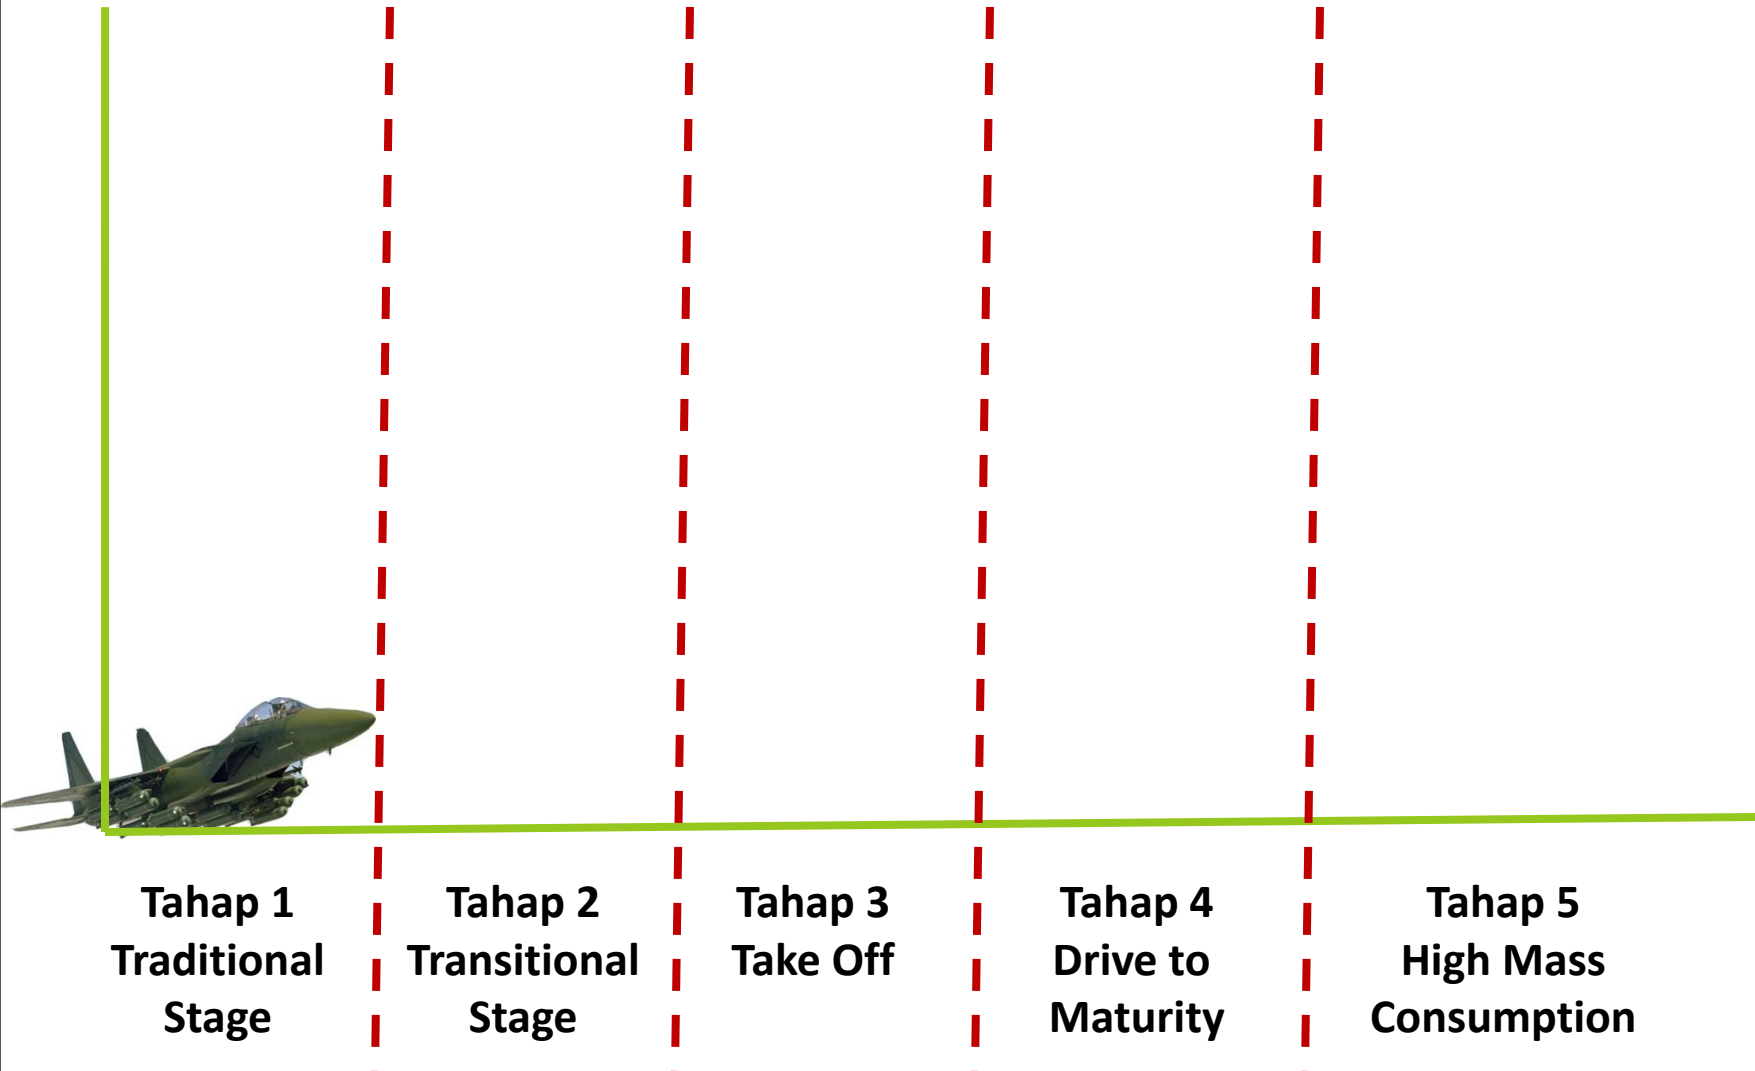 Tahap 1
Traditional
Stage
Tahap 2
Transitional
Stage
Tahap 3
Take Off
Tahap 4
Drive to
Maturity
Tahap 5
High Mass
Consumption